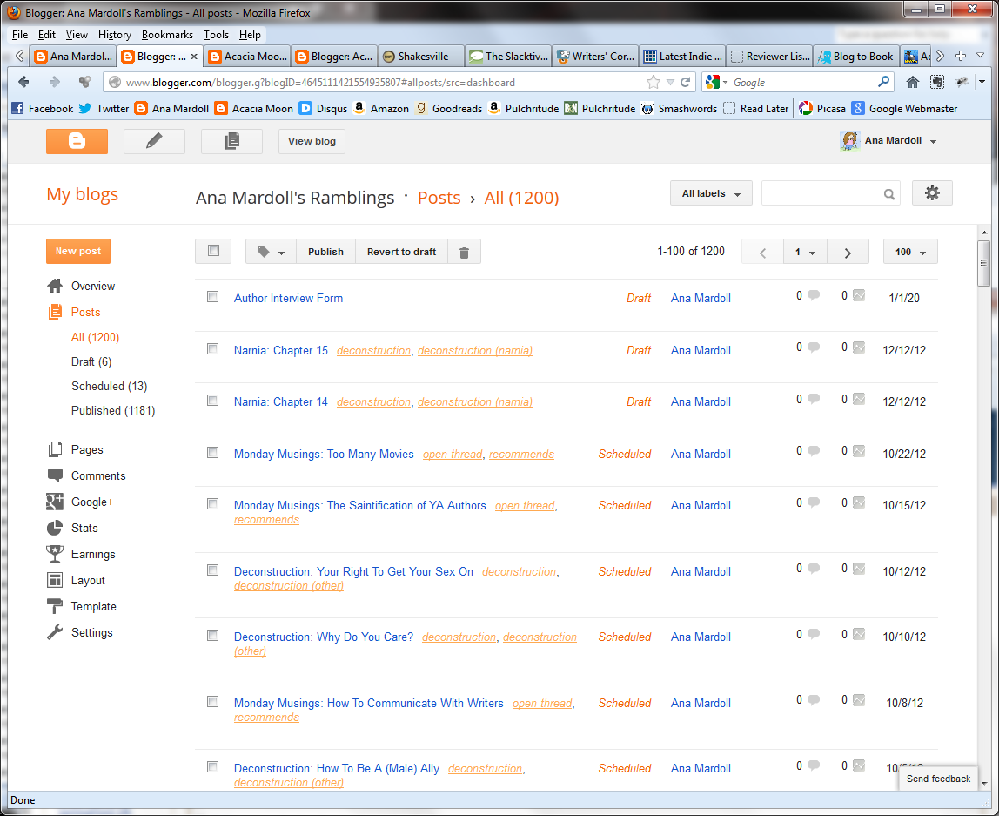 Blogger: Ana Mardoll's Ramblings - All posts - Mozilla Firefox
File Edit View History Bookmarks Tools Help
Ana Mardol... Blogger: ... Acacia Moo... Blogger: Ac... Shakesville The Slacktiv... Writers' Cor... Latest Indie ... Reviewer Lis... Blog to Book
www.blogger.com/blogger.g?blogID=4645111421554935807#allposts/src=dashboard Google
Facebook Twitter Ana Mardoll Acacia Moon Disqus Amazon Goodreads Pulchritude Pulchritude Smashwords Read Later Picasa Google Webmaster
View blog Ana Mardoll
My blogs Ana Mardoll's Ramblings · Posts › All (1200) All labels
New post Publish Revert to draft 1-100 of 1200 1 100
Overview
Posts
All (1200)
Draft (6)
Scheduled (13)
Published (1181)
Pages
Comments
Google+
Stats
Earnings
Layout
Template
Settings
Author Interview Form Draft Ana Mardoll 0 0 1/1/20
Narnia: Chapter 15 deconstruction, deconstruction (narnia) Draft Ana Mardoll 0 0 12/12/12
Narnia: Chapter 14 deconstruction, deconstruction (narnia) Draft Ana Mardoll 0 0 12/12/12
Monday Musings: Too Many Movies open thread, recommends Scheduled Ana Mardoll 0 0 10/22/12
Monday Musings: The Saintification of YA Authors open thread, Scheduled Ana Mardoll 0 0 10/15/12
recommends
Deconstruction: Your Right To Get Your Sex On deconstruction, Scheduled Ana Mardoll 0 0 10/12/12
deconstruction (other)
Deconstruction: Why Do You Care? deconstruction, deconstruction Scheduled Ana Mardoll 0 0 10/10/12
(other)
Monday Musings: How To Communicate With Writers open thread, Scheduled Ana Mardoll 0 0 10/8/12
recommends
Deconstruction: How To Be A (Male) Ally deconstruction, Scheduled Ana Mardoll 0 0
deconstruction (other)
Send feedback
Done